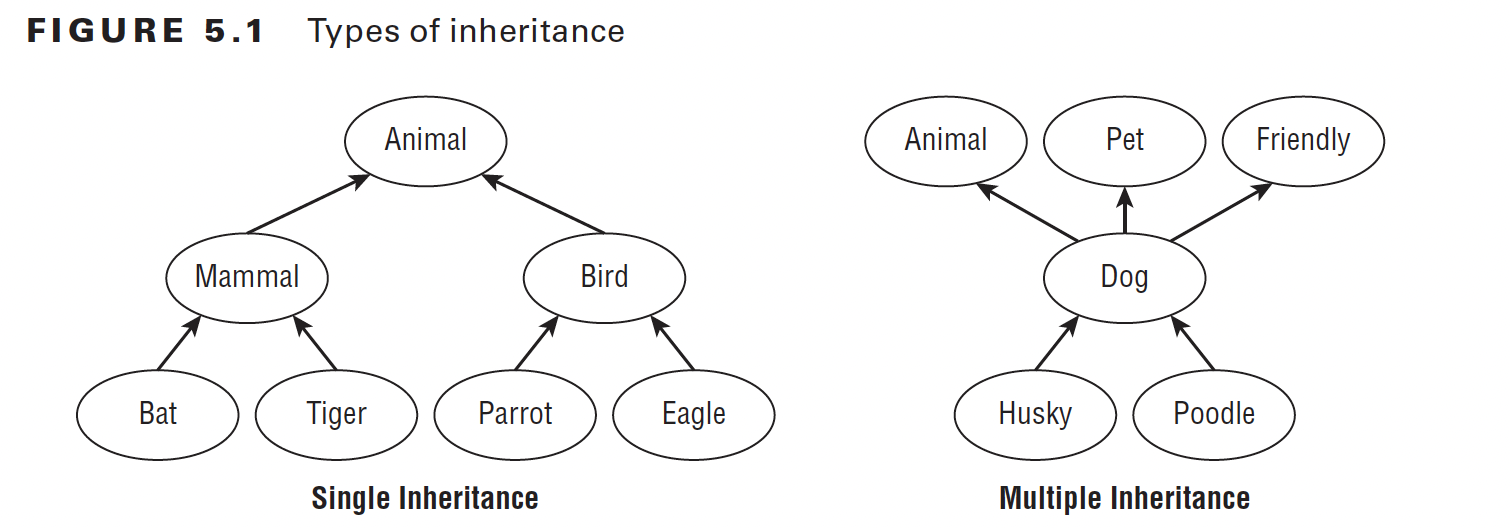 FIGURE 5.1 Types of inheritance
Animal
Mammal Bird
Bat Tiger Parrot Eagle
Single Inheritance
Animal Pet Friendly
Dog
Husky Poodle
Multiple Inheritance